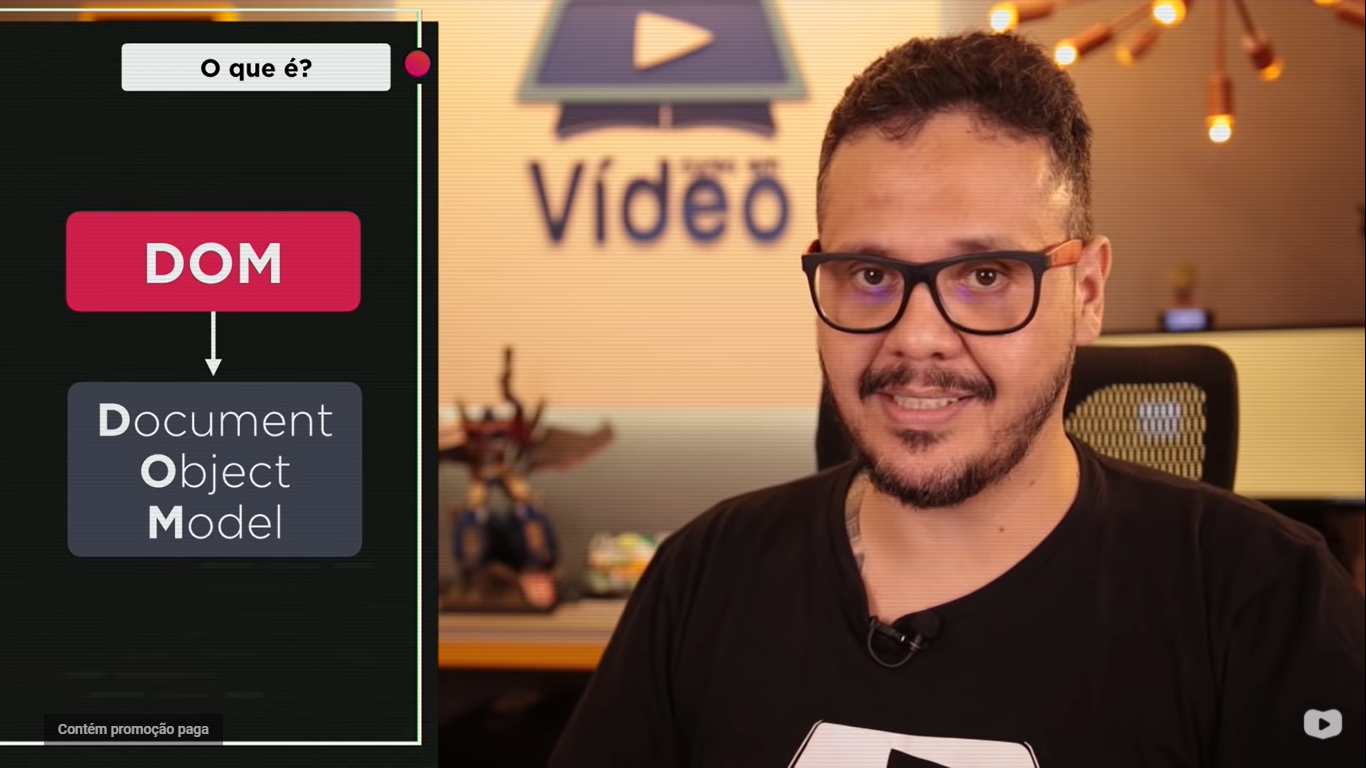 O que é?
DOM
Document
Object
Model
Vídeo
Contém promoção paga